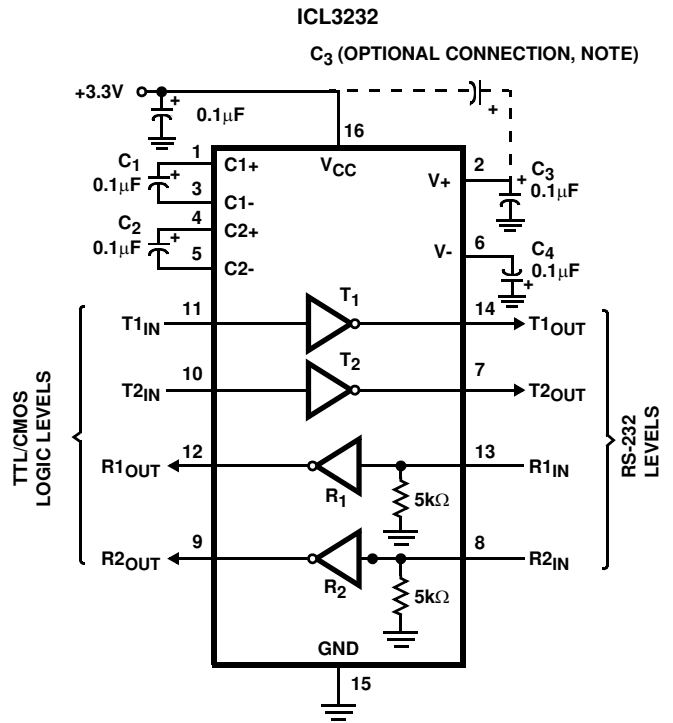 ICL3232
C3 (OPTIONAL CONNECTION, NOTE)
+3.3V
+
0.1μF
+
16
1
C1+
VCC
2
C1
0.1μF
+
3
C1-
V+
+
C3
0.1μF
4
C2
0.1μF
+
C2+
5
C2-
V-
6
C4
0.1μF
+
T1
T1IN
11
14
T1OUT
T2
T2IN
10
7
T2OUT
R1OUT
12
13
R1IN
R1
5kΩ
R2OUT
9
8
R2IN
R2
5kΩ
GND
15
TTL/CMOS
LOGIC LEVELS
RS-232
LEVELS